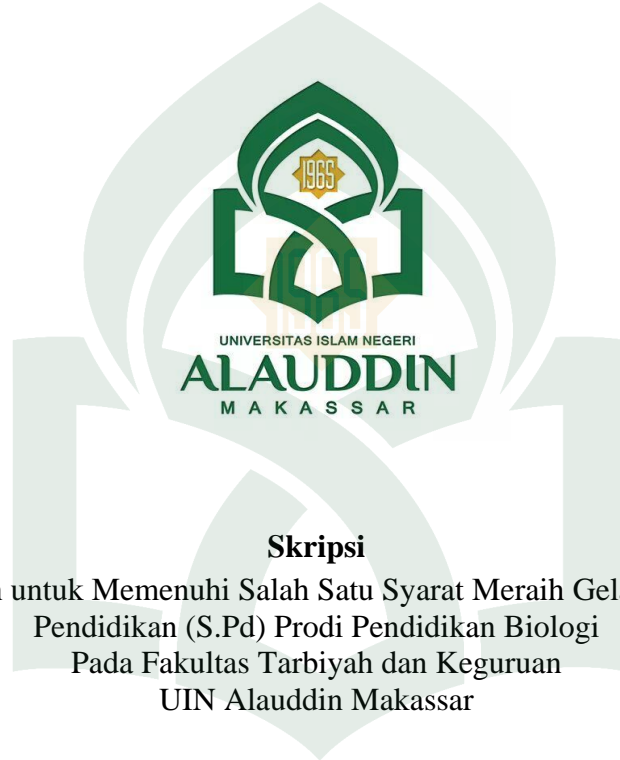 1965
UNIVERSITAS ISLAM NEGERI
ALAUDDIN
MAKASSAR
Skripsi
untuk Memenuhi Salah Satu Syarat Meraih
Pendidikan (S.Pd) Prodi Pendidikan Biologi
Pada Fakultas Tarbiyah dan Keguruan
UIN Alauddin Makassar